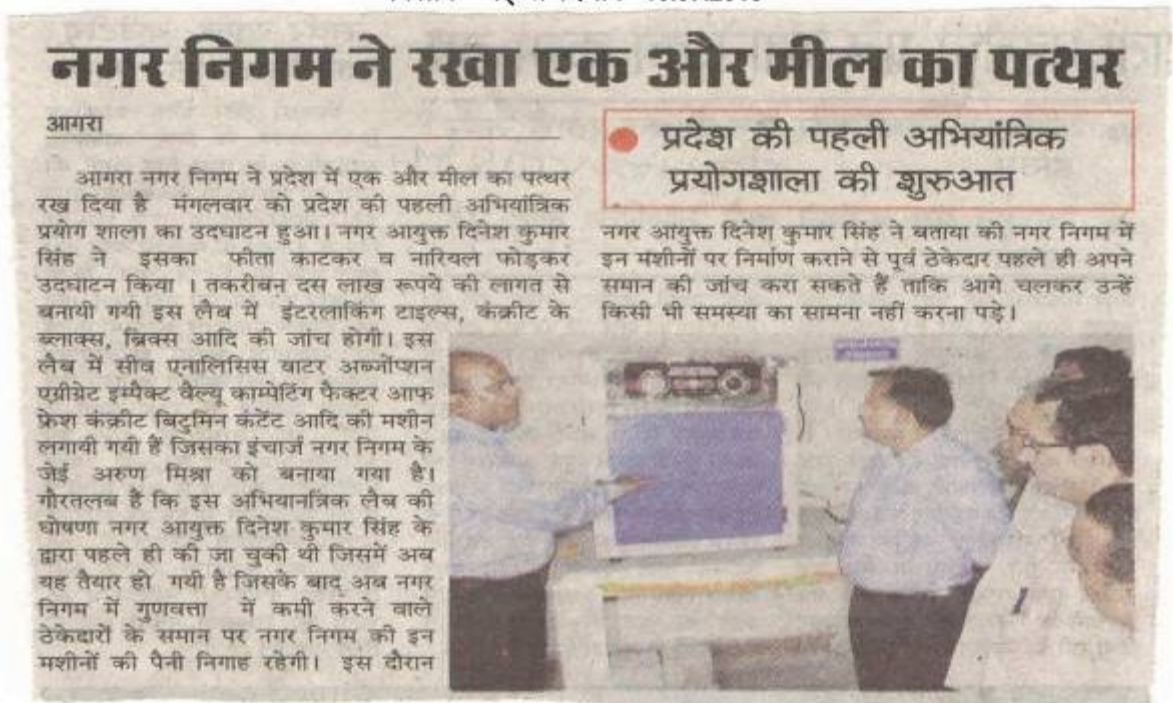 नगर निगम ने रखा एक और मील का पत्थर
आगरा
आगरा नगर निगम ने प्रदेश में एक और मील का पत्थर
रख दिया है मंगलवार को प्रदेश की पहली अभियांत्रिक
प्रयोग शाला का उदघाटन हुआ। नगर आयुक्त दिनेश कुमार
सिंह ने इसका फीता काटकर व नारियल फोड़कर
उदघाटन किया । तकरीबन दस लाख रूपये की लागत से
बनायी गयी इस लैब में इंटरलाकिंग टाइल्स, कंक्रीट के
ब्लाक्स, ब्रिक्स आदि की जांच होगी। इस
लैब में सीव एनालिसिस वाटर अब्जॉप्शन
एग्रीग्रेट इम्पैक्ट वैल्यू काम्पेटिंग फैक्टर आफ
फ्रेश कंक्रीट बिटुमिन कंटेंट आदि की मशीन
लगायी गयी हैं जिसका इंचार्ज नगर निगम के
जेई अरुण मिश्रा को बनाया गया है।
गौरतलब हैं कि इस अभियानत्रिक लैब की
घोषणा नगर आयुक्त दिनेश कुमार सिंह के
द्वारा पहले ही की जा चुकी थी जिसमें अब
यह तैयार हो गयी है जिसके बाद अब नगर
निगम में गुणवत्ता में कमी करने वाले
ठेकेदारों के समान पर नगर निगम की इन
मशीनों की पैनी निगाह रहेगी। इस दौरान
● प्रदेश की पहली अभियांत्रिक
प्रयोगशाला की शुरुआत
नगर आयुक्त दिनेश कुमार सिंह ने बताया की नगर निगम में
इन मशीनों पर निर्माण कराने से पूर्व ठेकेदार पहले ही अपने
समान की जांच करा सकते हैं ताकि आगे चलकर उन्हें
किसी भी समस्या का सामना नहीं करना पड़े।